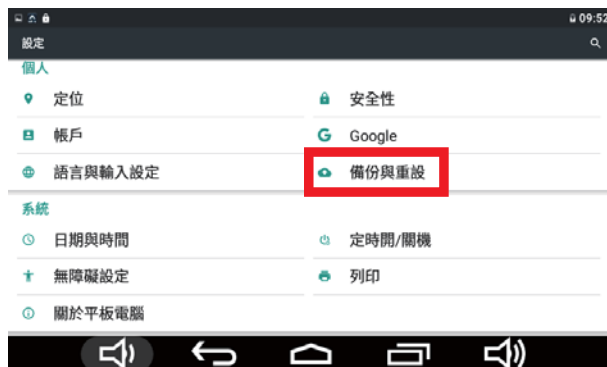 09:52
設定
個人
定位 安全性
帳戶 Google
語言與輸入設定 備份與重設
系統
日期與時間 定時開/關機
無障礙設定 列印
關於平板電腦